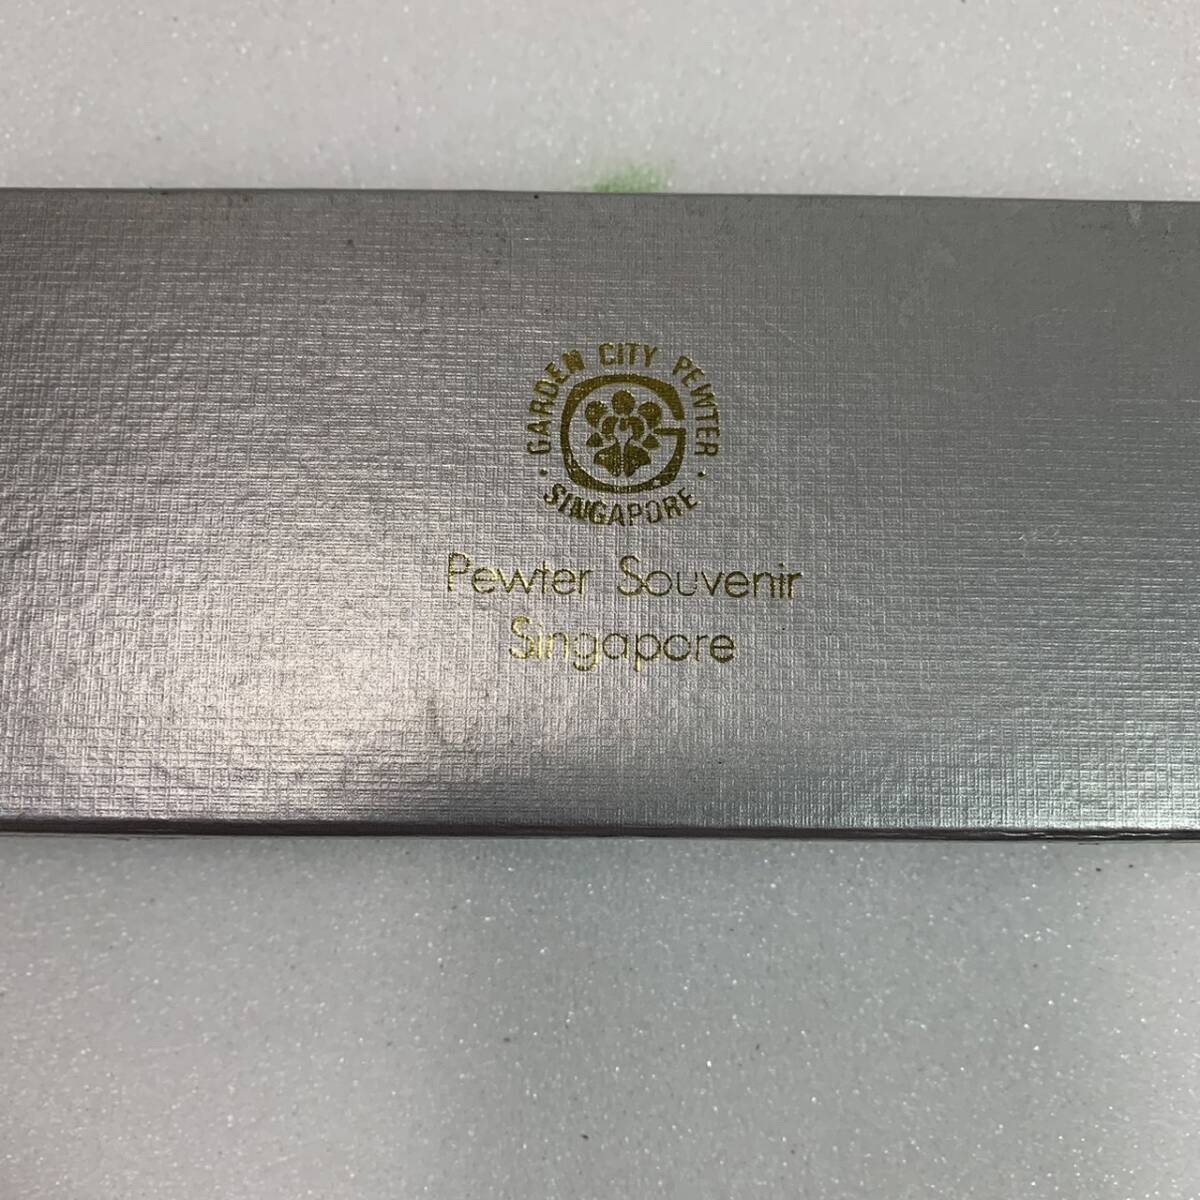 · GARDEN CITY PEWTER ·
SINGAPORE
Pewter Souvenir
Singapore